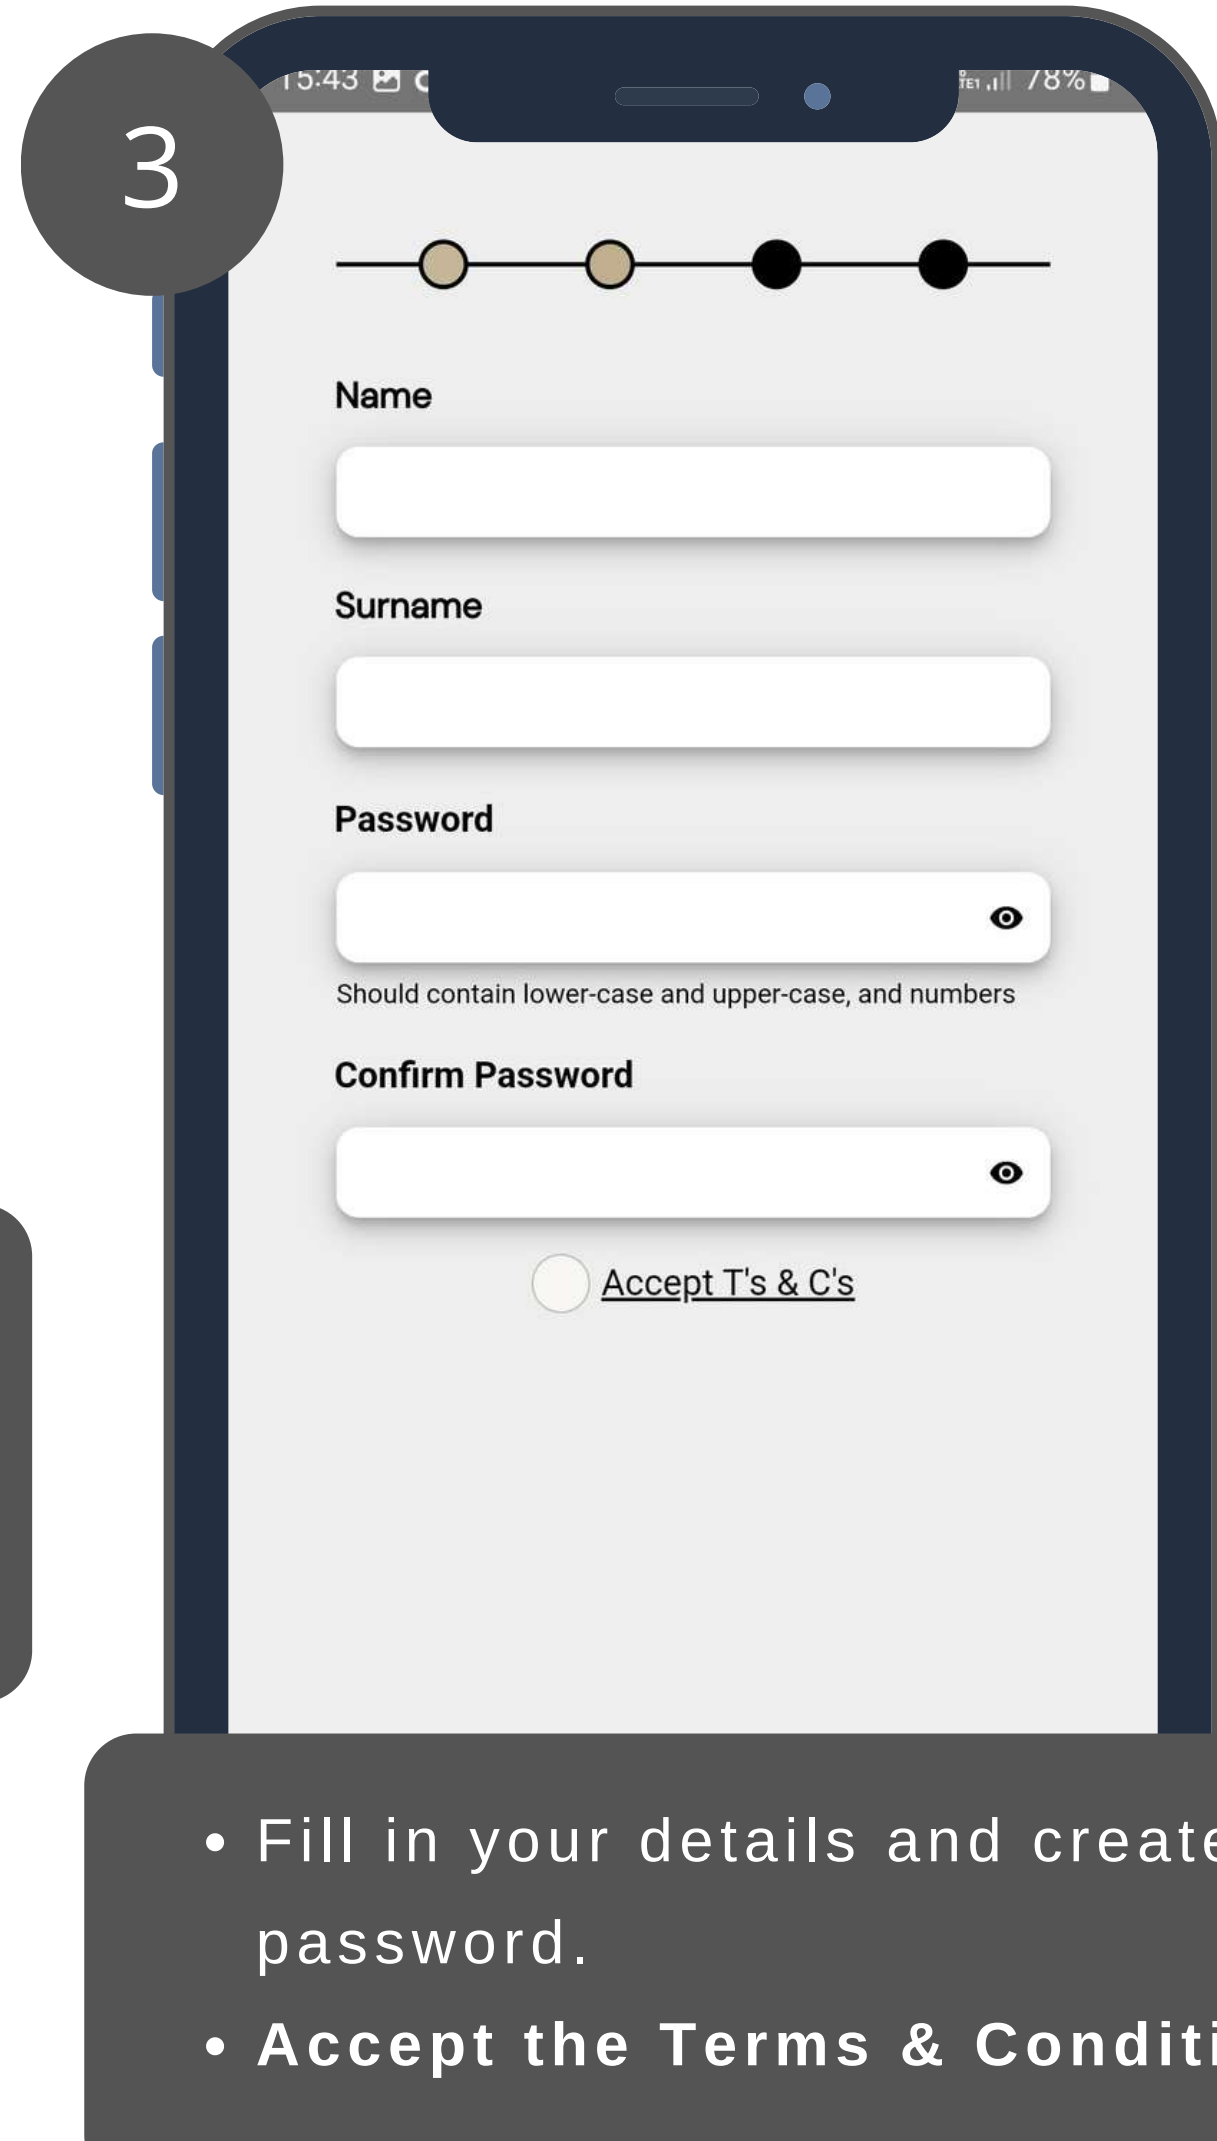 3
15:43
78%
Name
Surname
Password
Should contain lower-case and upper-case, and numbers
Confirm Password
Accept T's & C's
• Fill in your details and create
password.
• Accept the Terms &